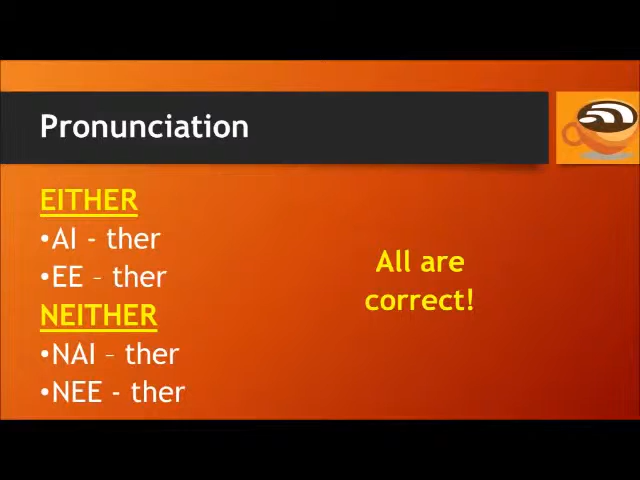 Pronunciation
EITHER
•AI - ther
•EE – ther
NEITHER
•NAI – ther
•NEE - ther
All are
correct!